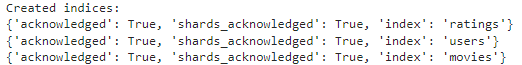 Created indices:
{'acknowledged': True, 'shards_acknowledged': True, 'index': 'ratings'}
{'acknowledged': True, 'shards_acknowledged': True, 'index': 'users'}
{'acknowledged': True, 'shards_acknowledged': True, 'index': 'movies'}